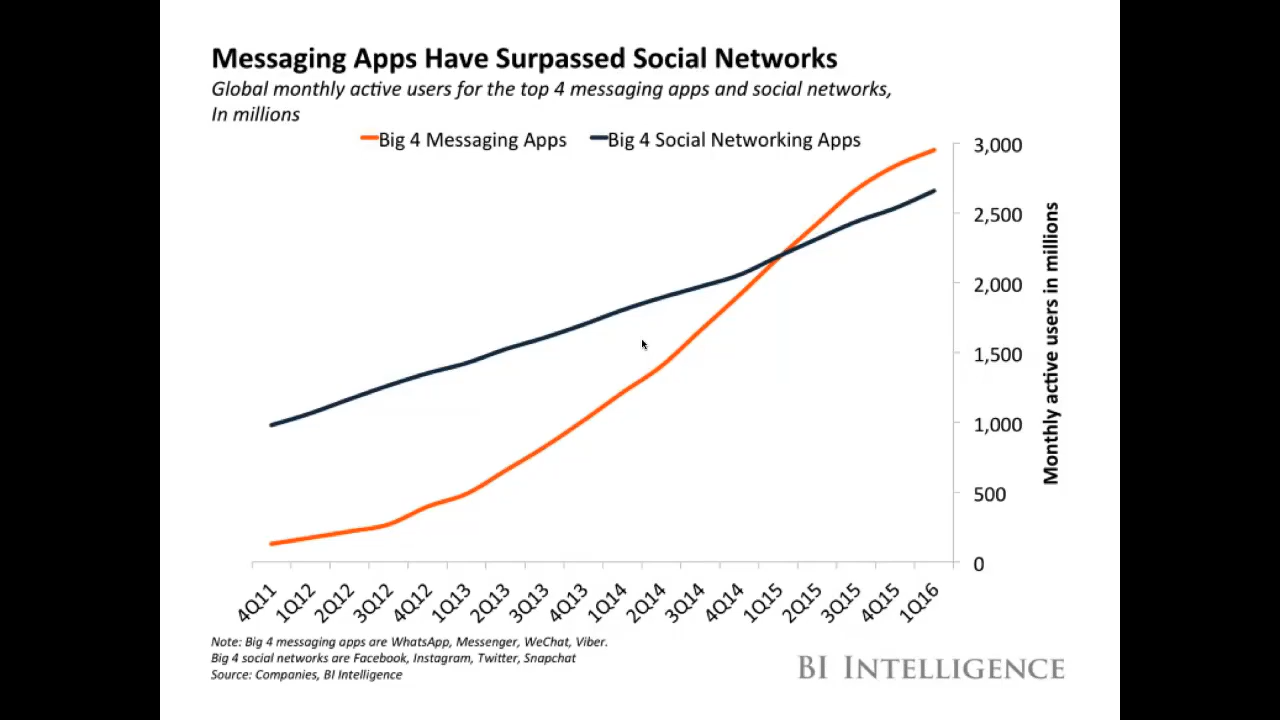 Messaging Apps Have Surpassed Social Networks
Global monthly active users for the top 4 messaging apps and social networks,
In millions
Big 4 Messaging Apps
Big 4 Social Networking Apps
3,000
2,500
2,000
1,500
1,000
500
0
Monthly active users in millions
4Q11
1Q12
2Q12
3Q12
4Q12
1Q13
2Q13
3Q13
4Q13
1Q14
2Q14
3Q14
4Q14
1Q15
2Q15
3Q15
4Q15
1Q16
Note: Big 4 messaging apps are WhatsApp, Messenger, WeChat, Viber.
Big 4 social networks are Facebook, Instagram, Twitter, Snapchat
Source: Companies, BI Intelligence
BI INTELLIGENCE